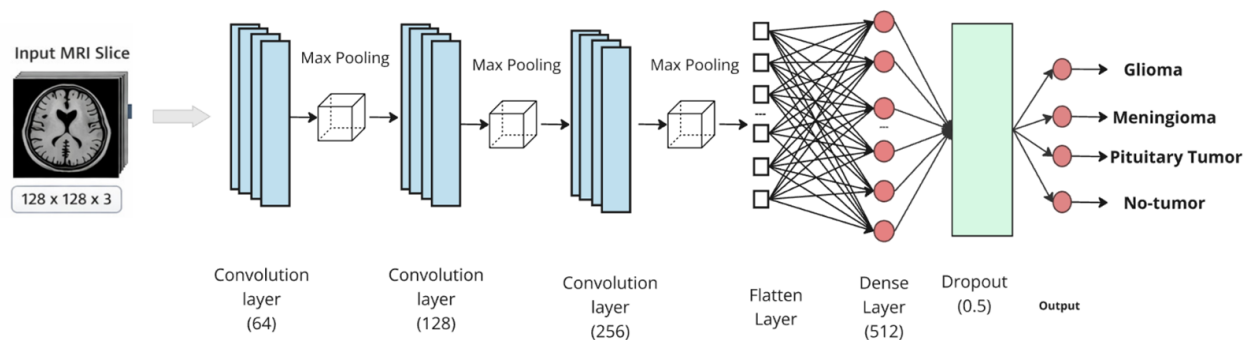 Input MRI Slice
128 x 128 x 3
Max Pooling
Max Pooling
Max Pooling
Glioma
Meningioma
Pituitary Tumor
No-tumor
Convolution
layer
(64)
Convolution
layer
(128)
Convolution
layer
(256)
Flatten
Layer
Dense
Layer
(512)
Dropout
(0.5)
Output